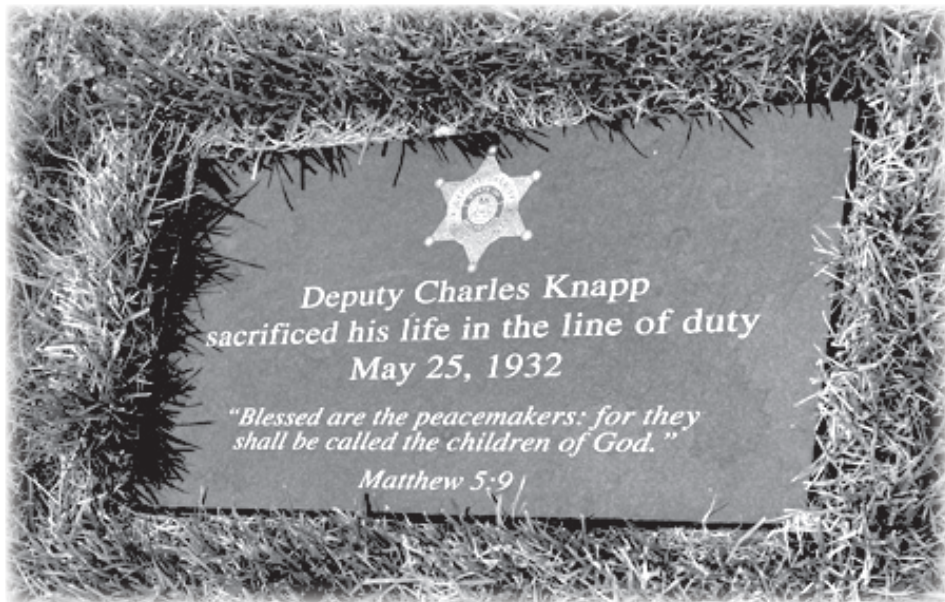 Deputy Charles Knapp
sacrificed his life in the line of duty
May 25, 1932
“Blessed are the peacemakers: for they
shall be called the children of God.”
Matthew 5:9